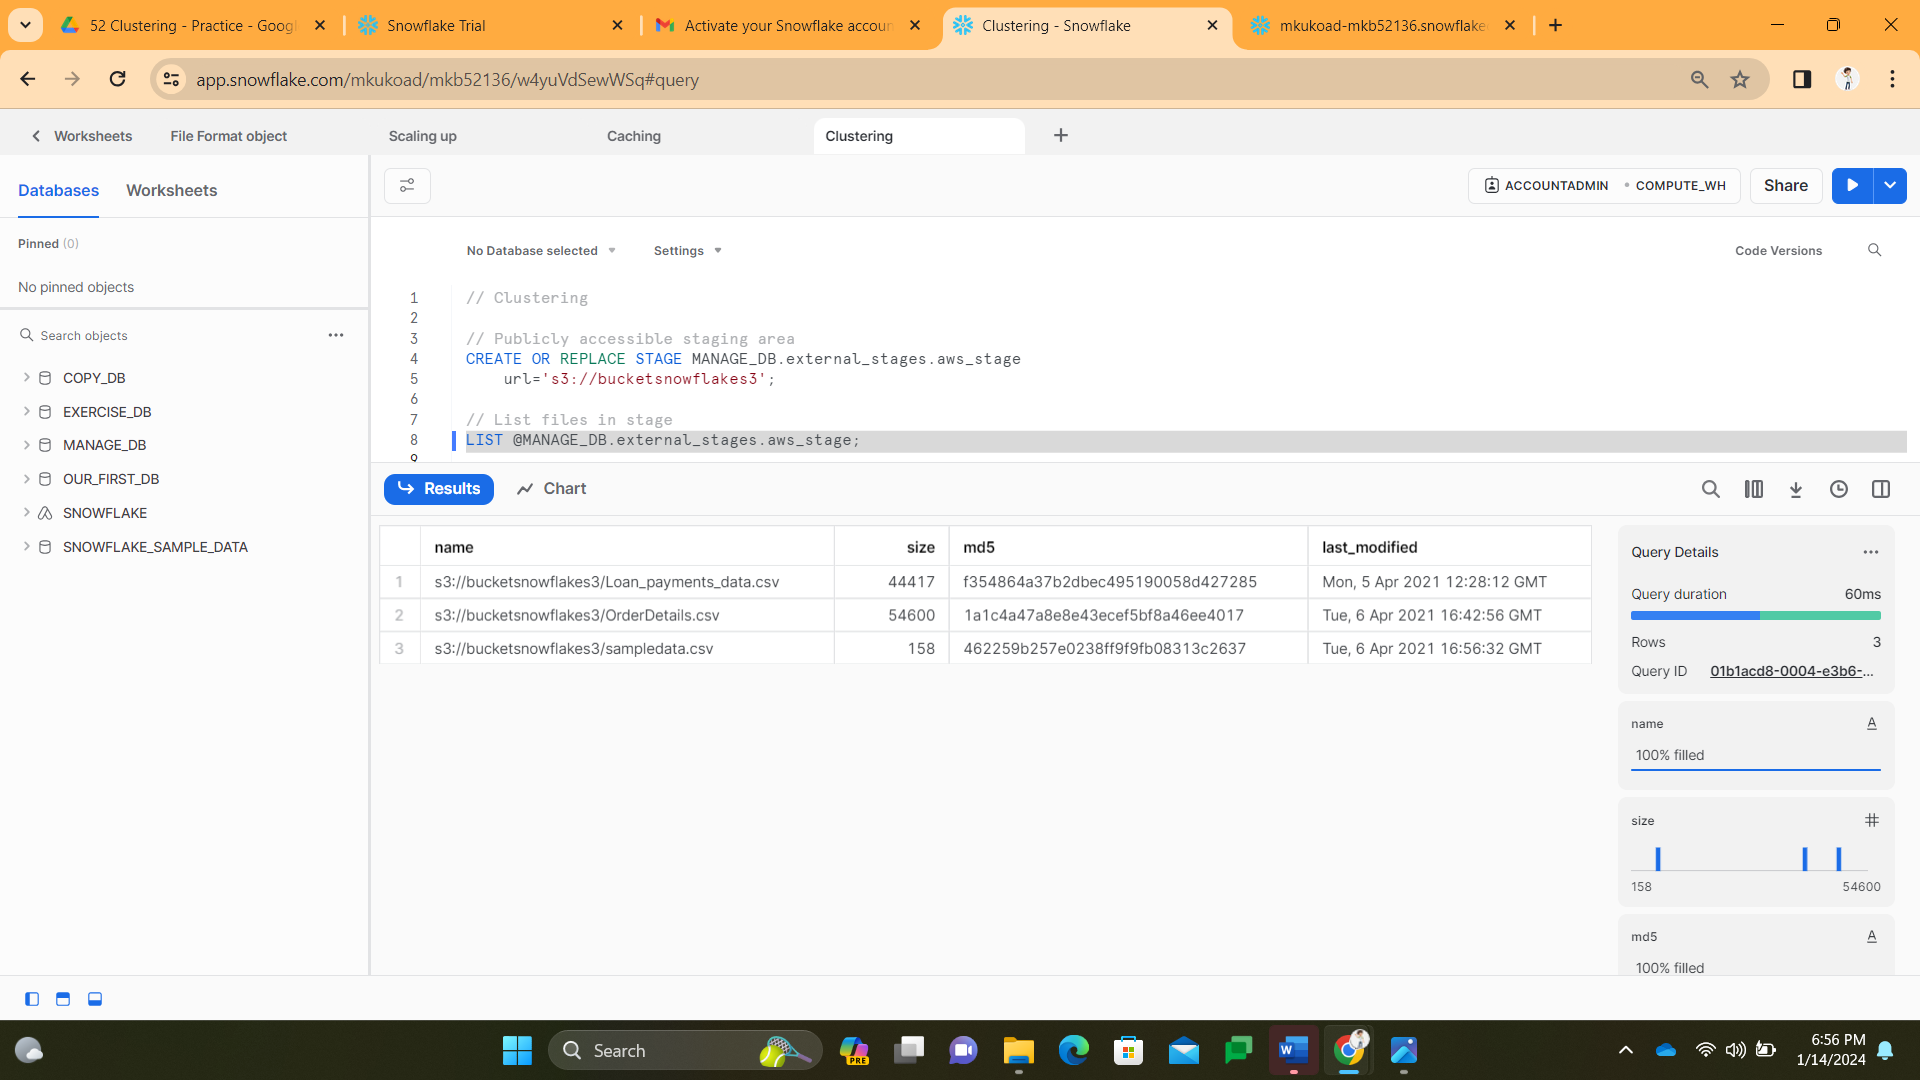 52 Clustering - Practice - Goog
Snowflake Trial
Activate your Snowflake accoun
Clustering - Snowflake
mkukoad-mkb52136.snowflake
app.snowflake.com/mkukoad/mkb52136/w4yuVdSewWSq#query
Worksheets
File Format object
Scaling up
Caching
Clustering
Databases
Worksheets
ACCOUNTADMIN
COMPUTE_WH
Share
Pinned (0)
No pinned objects
Search objects
COPY_DB
EXERCISE_DB
MANAGE_DB
OUR_FIRST_DB
SNOWFLAKE
SNOWFLAKE_SAMPLE_DATA
No Database selected
Settings
Code Versions
1 // Clustering
2
3 // Publicly accessible staging area
4 CREATE OR REPLACE STAGE MANAGE_DB.external_stages.aws_stage
5 url='s3://bucketsnowflakes3';
6
7 // List files in stage
8 LIST @MANAGE_DB.external_stages.aws_stage;
9
Results
Chart
name size md5 last_modified
1 s3://bucketsnowflakes3/Loan_payments_data.csv 44417 f354864a37b2dbec495190058d427285 Mon, 5 Apr 2021 12:28:12 GMT
2 s3://bucketsnowflakes3/OrderDetails.csv 54600 1a1c4a47a8e8e43ecef5bf8a46ee4017 Tue, 6 Apr 2021 16:42:56 GMT
3 s3://bucketsnowflakes3/sampledata.csv 158 462259b257e0238ff9f9fb08313c2637 Tue, 6 Apr 2021 16:56:32 GMT
Query Details
Query duration 60ms
Rows 3
Query ID 01b1acd8-0004-e3b6-...
name A
100% filled
size #
158 54600
md5 A
100% filled
Search
PRE
W
6:56 PM
1/14/2024